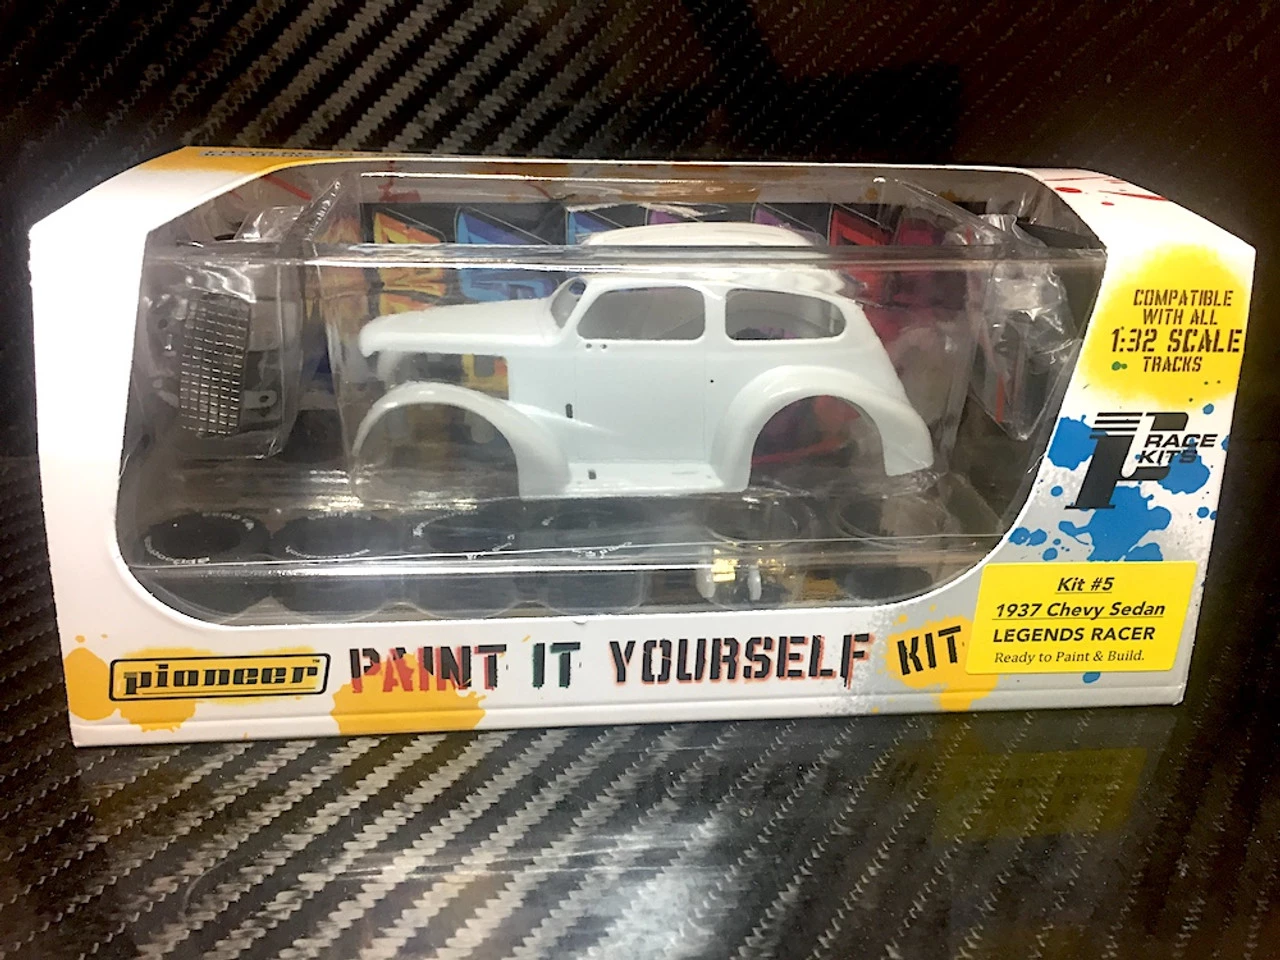 COMPATIBLE
WITH ALL
1:32 SCALE
TRACKS
P RACE
KITS
Kit #5
1937 Chevy Sedan
LEGENDS RACER
Ready to Paint & Build.
pioneer™ PAINT IT YOURSELF KIT